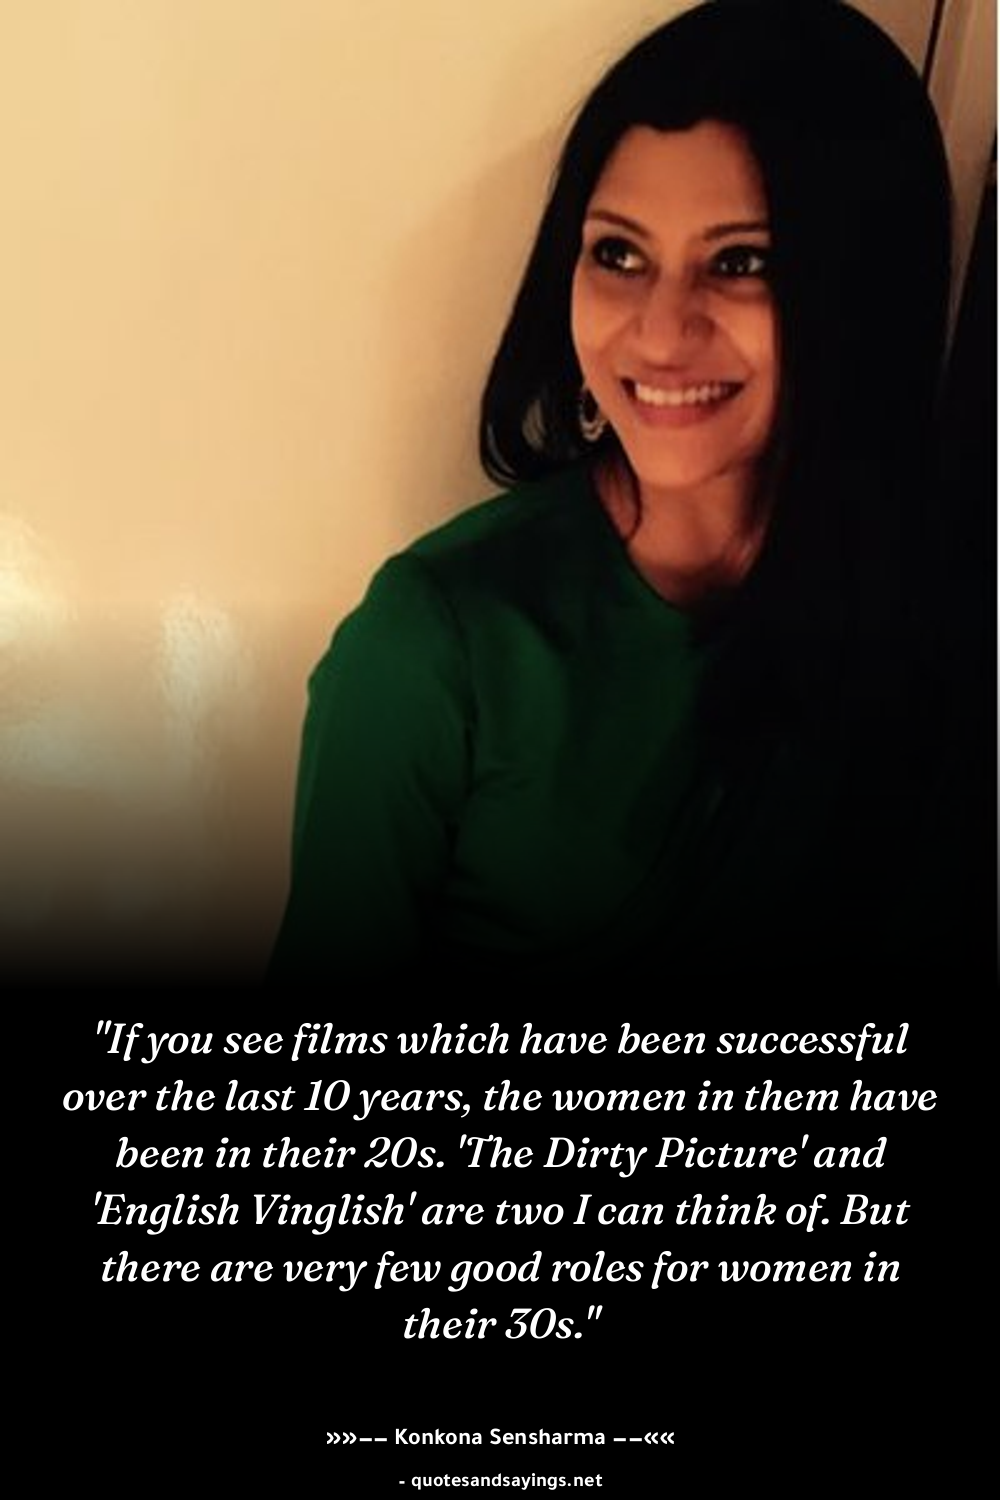 "If you see films which have been successful
over the last 10 years, the women in them have
been in their 20s. 'The Dirty Picture' and
'English Vinglish' are two I can think of. But
there are very few good roles for women in
their 30s."
»»−− Konkona Sensharma −−««
- quotesandsayings.net